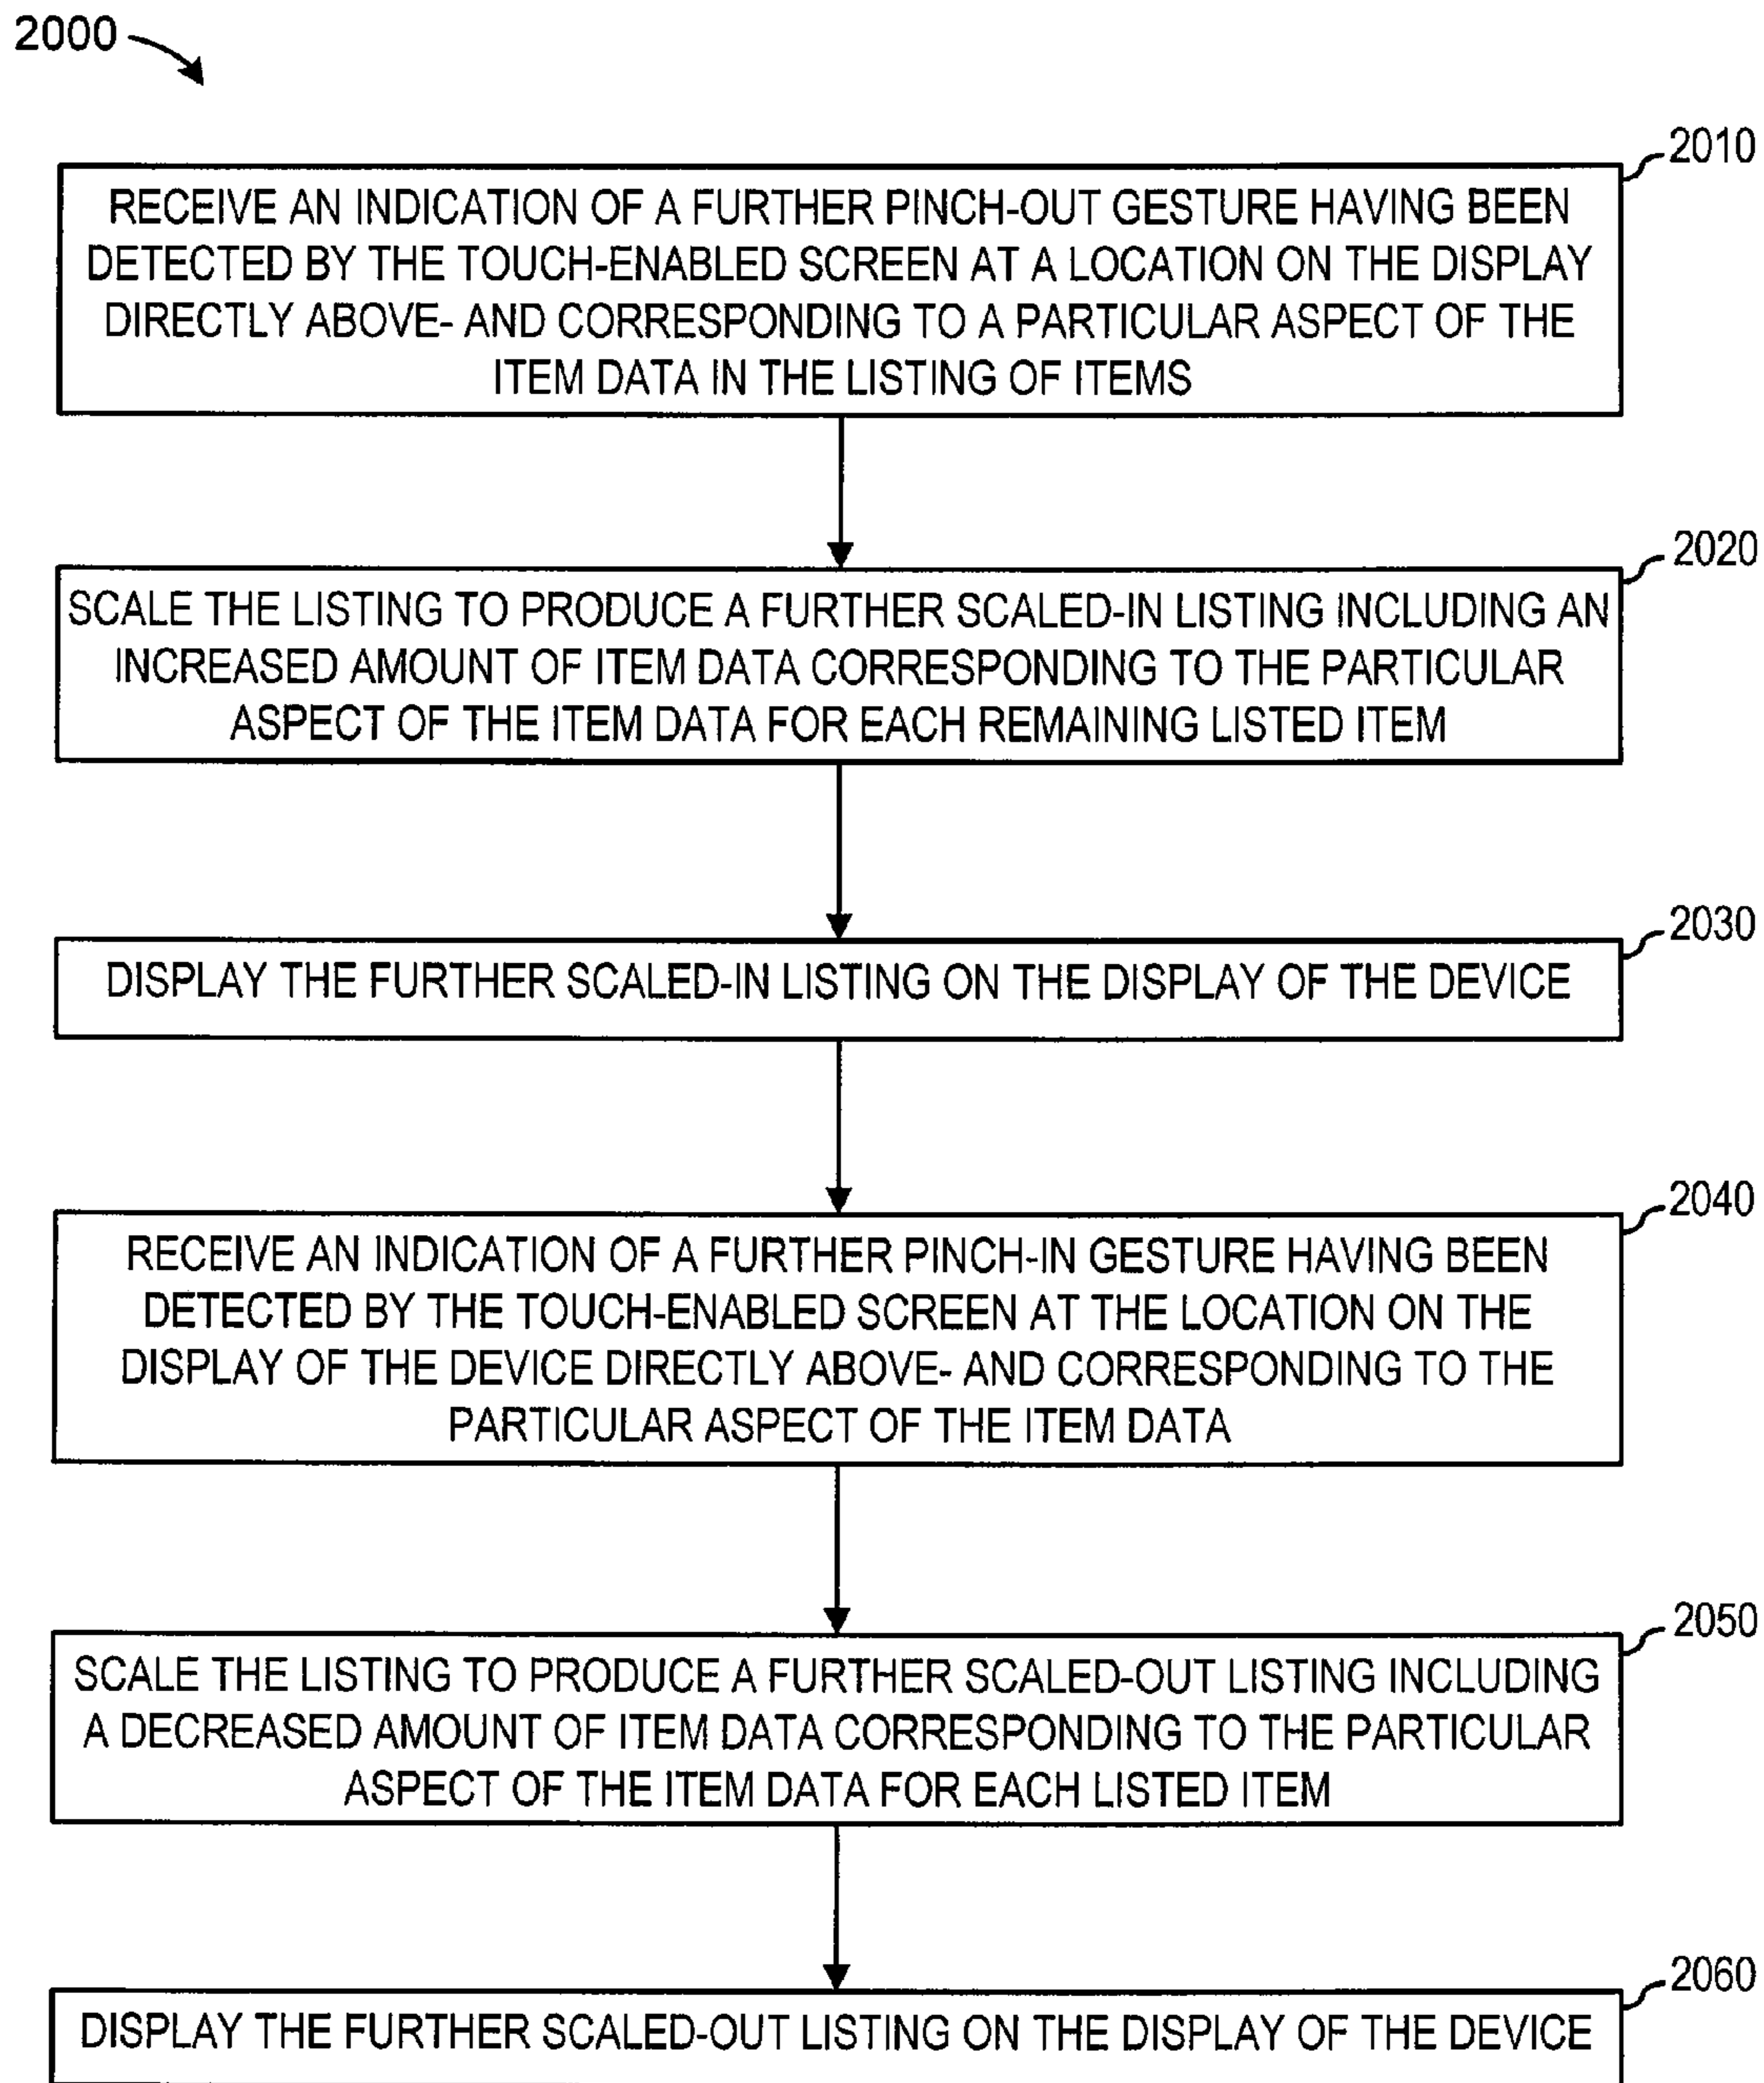 2000
2010
RECEIVE AN INDICATION OF A FURTHER PINCH-OUT GESTURE HAVING BEEN
DETECTED BY THE TOUCH-ENABLED SCREEN AT A LOCATION ON THE DISPLAY
DIRECTLY ABOVE- AND CORRESPONDING TO A PARTICULAR ASPECT OF THE
ITEM DATA IN THE LISTING OF ITEMS
2020
SCALE THE LISTING TO PRODUCE A FURTHER SCALED-IN LISTING INCLUDING AN
INCREASED AMOUNT OF ITEM DATA CORRESPONDING TO THE PARTICULAR
ASPECT OF THE ITEM DATA FOR EACH REMAINING LISTED ITEM
2030
DISPLAY THE FURTHER SCALED-IN LISTING ON THE DISPLAY OF THE DEVICE
2040
RECEIVE AN INDICATION OF A FURTHER PINCH-IN GESTURE HAVING BEEN
DETECTED BY THE TOUCH-ENABLED SCREEN AT THE LOCATION ON THE
DISPLAY OF THE DEVICE DIRECTLY ABOVE- AND CORRESPONDING TO THE
PARTICULAR ASPECT OF THE ITEM DATA
2050
SCALE THE LISTING TO PRODUCE A FURTHER SCALED-OUT LISTING INCLUDING
A DECREASED AMOUNT OF ITEM DATA CORRESPONDING TO THE PARTICULAR
ASPECT OF THE ITEM DATA FOR EACH LISTED ITEM
2060
DISPLAY THE FURTHER SCALED-OUT LISTING ON THE DISPLAY OF THE DEVICE